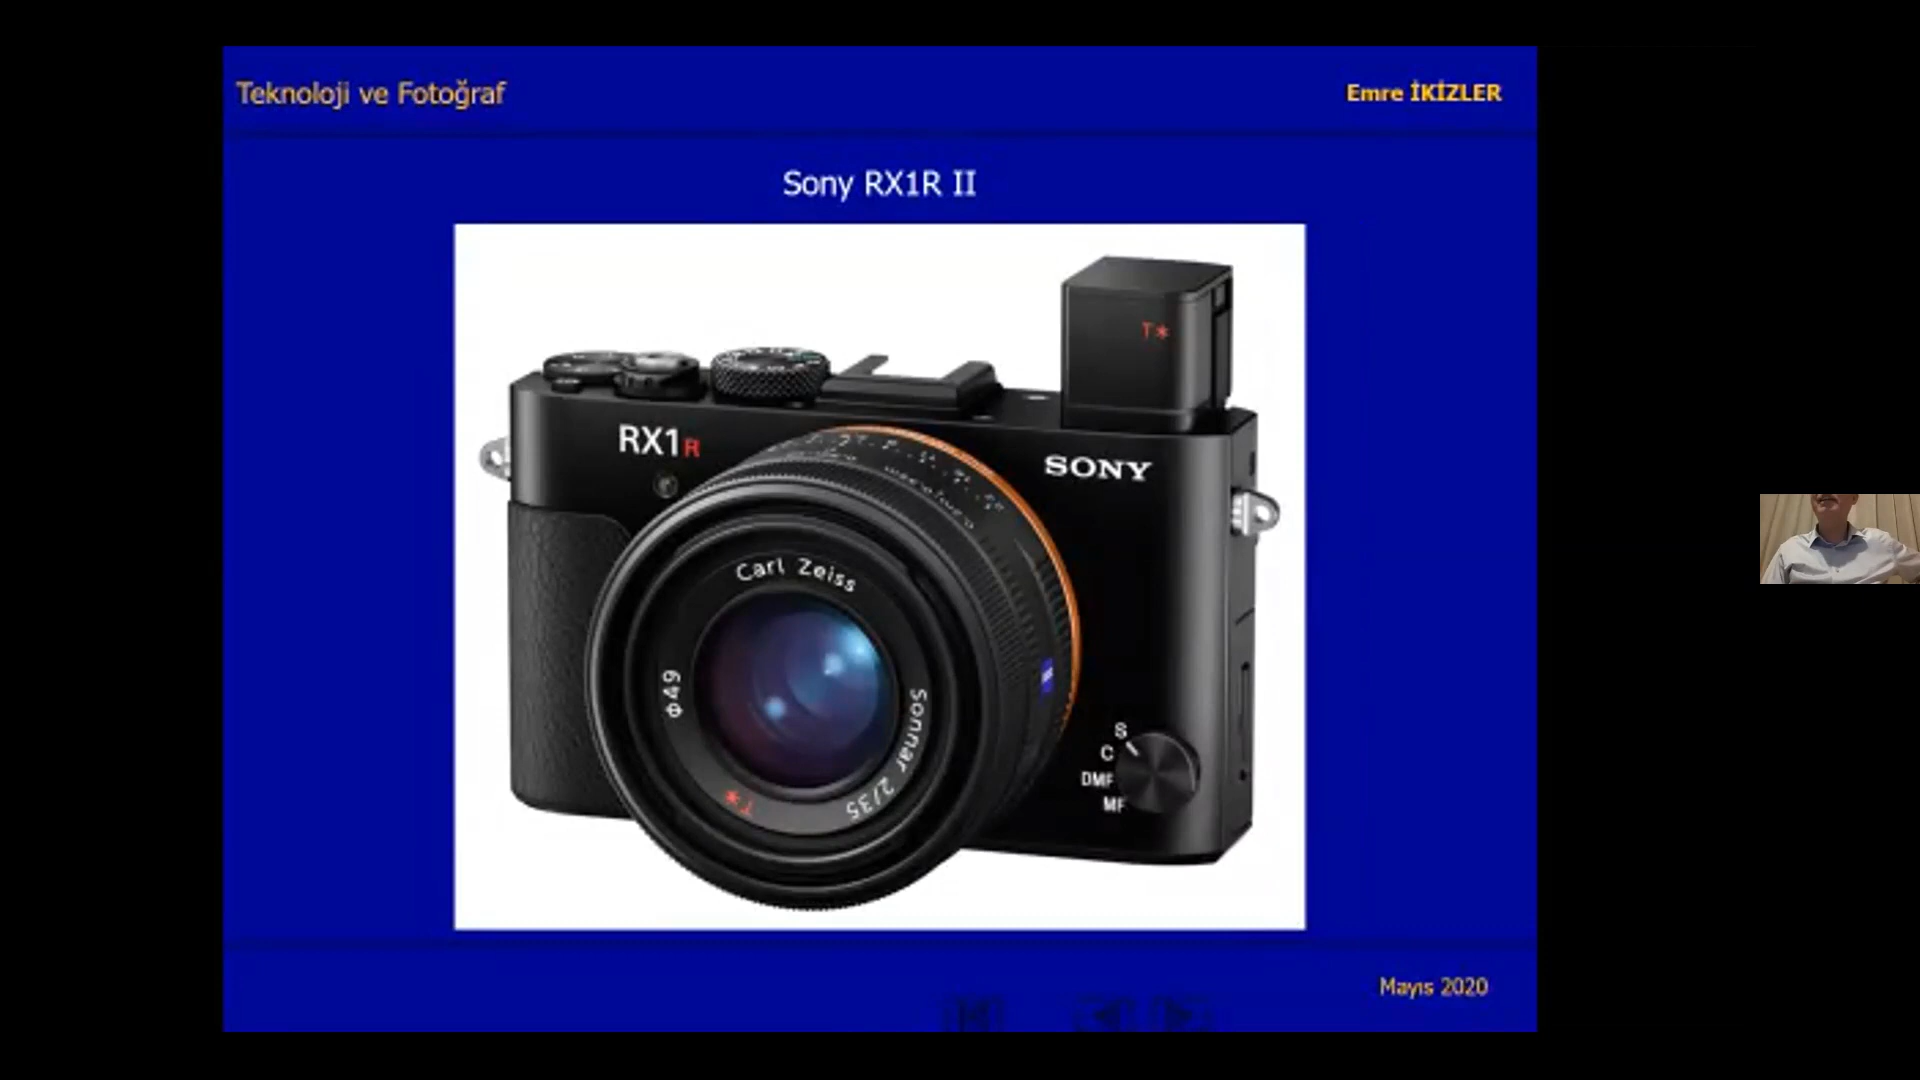 Teknoloji ve Fotoğraf
Emre İKİZLER
Sony RX1R II
T*
RX1R
SONY
Carl Zeiss
Sonnar 2/35
T*
Φ49
S
C
DMF
MF
Mayıs 2020